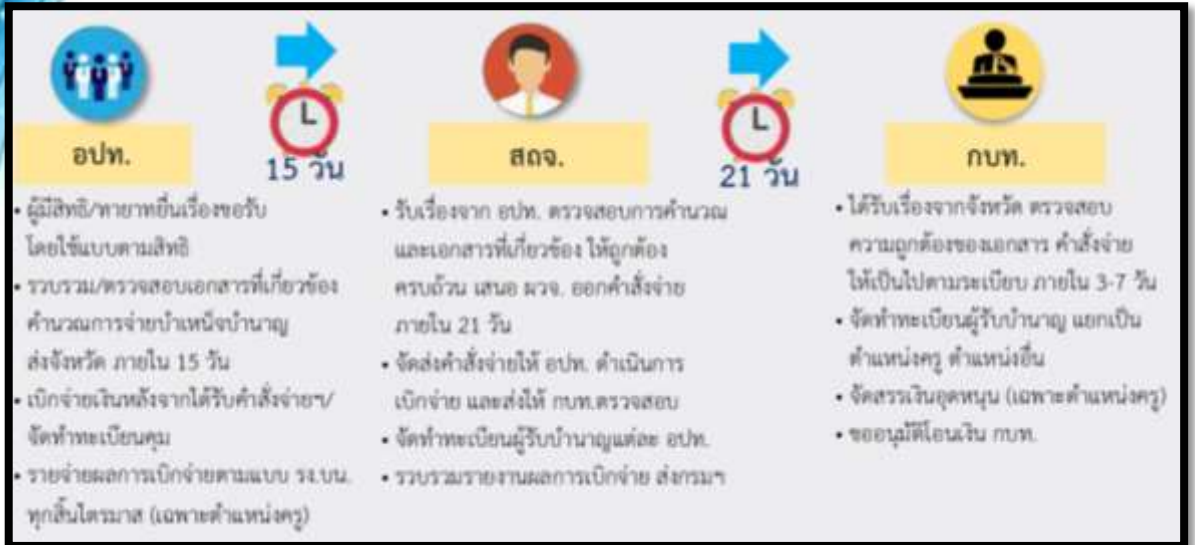 อปท.
15 วัน
• ผู้มีสิทธิ/ทายาทยื่นเรื่องขอรับ
โดยใช้แบบตามสิทธิ
• รวบรวม/ตรวจสอบเอกสารที่เกี่ยวข้อง
คำนวณการจ่ายบำเหน็จบำนาญ
ส่งจังหวัด ภายใน 15 วัน
• เบิกจ่ายเงินหลังจากได้รับคำสั่งจ่ายฯ/
จัดทำทะเบียนคุม
• รายจ่ายผลการเบิกจ่ายตามแบบ รง.บน.
ทุกสิ้นไตรมาส (เฉพาะตำแหน่งครู)
สถจ.
21 วัน
• รับเรื่องจาก อปท. ตรวจสอบการคำนวณ
และเอกสารที่เกี่ยวข้อง ให้ถูกต้อง
ครบถ้วน เสนอ ผวจ. ออกคำสั่งจ่าย
ภายใน 21 วัน
• จัดส่งคำสั่งจ่ายให้ อปท. ดำเนินการ
เบิกจ่าย และส่งให้ กบท.ตรวจสอบ
• จัดทำทะเบียนผู้รับบำนาญแต่ละ อปท.
• รวบรวมรายงานผลการเบิกจ่าย ส่งกรมฯ
กบท.
• ได้รับเรื่องจากจังหวัด ตรวจสอบ
ความถูกต้องของเอกสาร คำสั่งจ่าย
ให้เป็นไปตามระเบียบ ภายใน 3-7 วัน
• จัดทำทะเบียนผู้รับบำนาญ แยกเป็น
ตำแหน่งครู ตำแหน่งอื่น
• จัดสรรเงินอุดหนุน (เฉพาะตำแหน่งครู)
• ขออนุมัติโอนเงิน กบท.